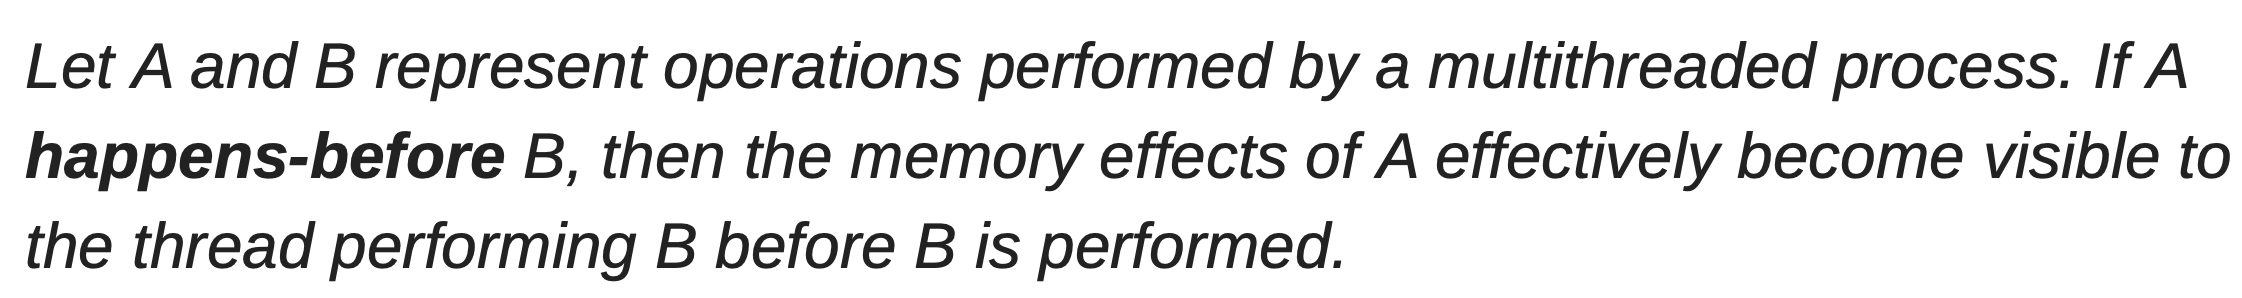 Let A and B represent operations performed by a multithreaded process. If A
happens-before B, then the memory effects of A effectively become visible to
the thread performing B before B is performed.